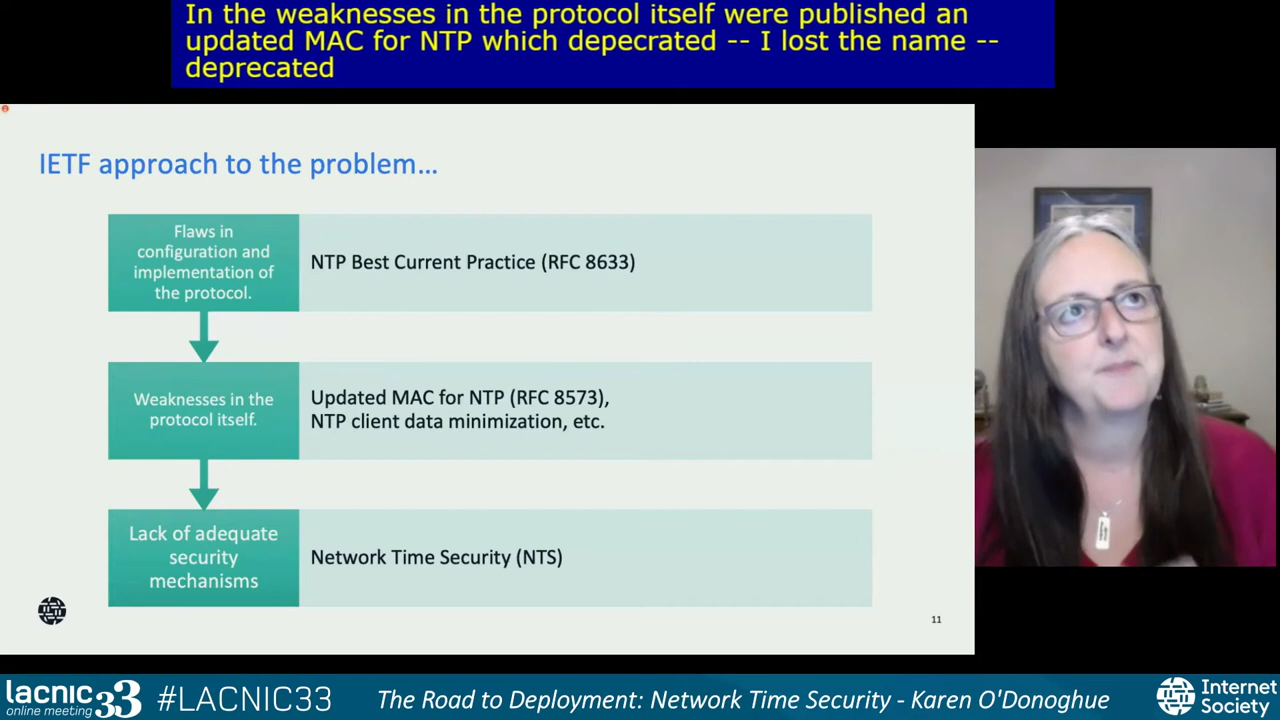 In the weaknesses in the protocol itself were published an
updated MAC for NTP which depecrated -- I lost the name --
deprecated
IETF approach to the problem...
Flaws in
configuration and
implementation of
the protocol.
NTP Best Current Practice (RFC 8633)
Weaknesses in the
protocol itself.
Updated MAC for NTP (RFC 8573),
NTP client data minimization, etc.
Lack of adequate
security
mechanisms
Network Time Security (NTS)
11
lacnic 33
online meeting
#LACNIC33
The Road to Deployment: Network Time Security - Karen O'Donoghue
Internet
Society